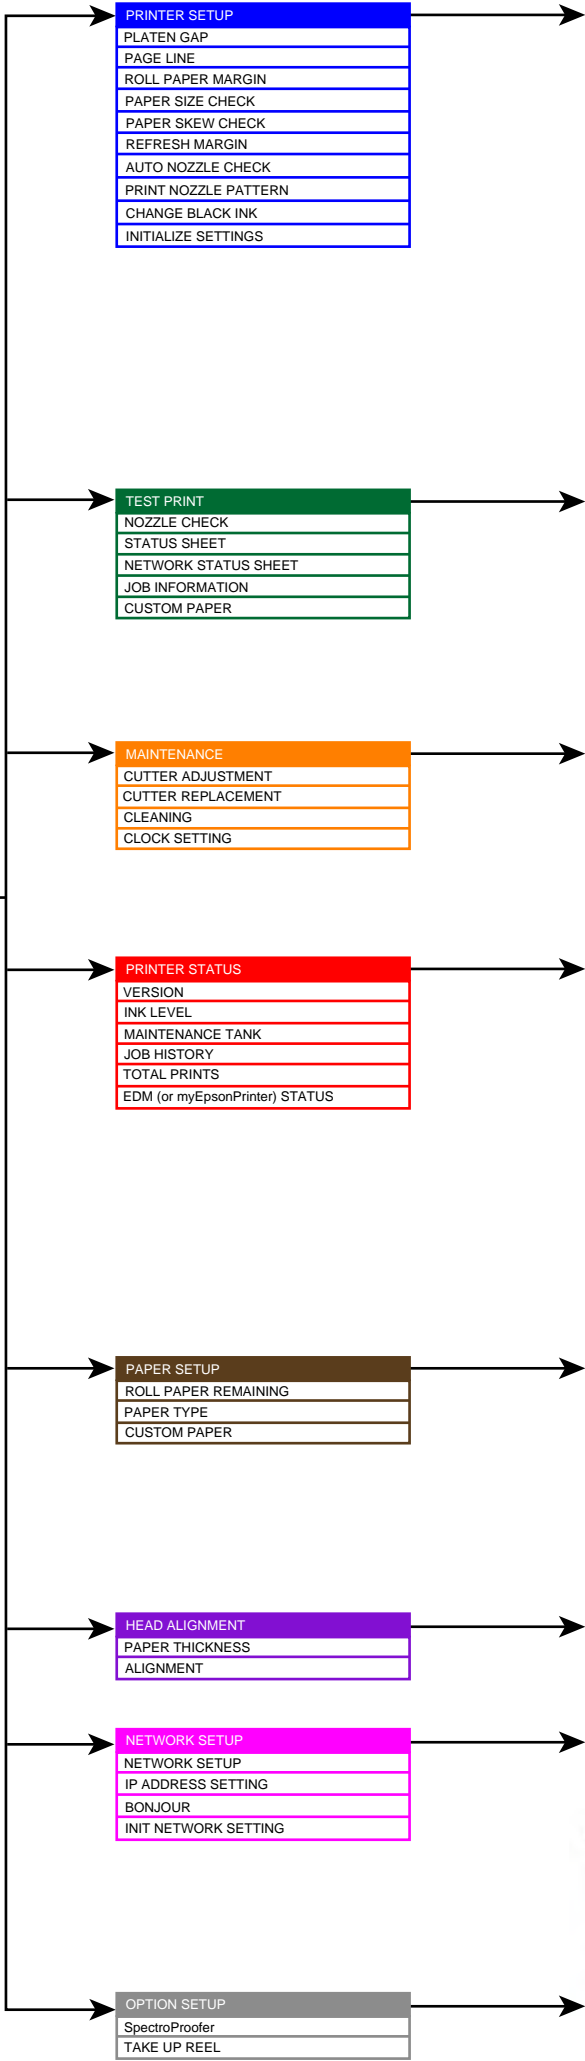 PRINTER SETUP
PLATEN GAP
PAGE LINE
ROLL PAPER MARGIN
PAPER SIZE CHECK
PAPER SKEW CHECK
REFRESH MARGIN
AUTO NOZZLE CHECK
PRINT NOZZLE PATTERN
CHANGE BLACK INK
INITIALIZE SETTINGS
TEST PRINT
NOZZLE CHECK
STATUS SHEET
NETWORK STATUS SHEET
JOB INFORMATION
CUSTOM PAPER
MAINTENANCE
CUTTER ADJUSTMENT
CUTTER REPLACEMENT
CLEANING
CLOCK SETTING
PRINTER STATUS
VERSION
INK LEVEL
MAINTENANCE TANK
JOB HISTORY
TOTAL PRINTS
EDM (or myEpsonPrinter) STATUS
PAPER SETUP
ROLL PAPER REMAINING
PAPER TYPE
CUSTOM PAPER
HEAD ALIGNMENT
PAPER THICKNESS
ALIGNMENT
NETWORK SETUP
NETWORK SETUP
IP ADDRESS SETTING
BONJOUR
INIT NETWORK SETTING
OPTION SETUP
SpectroProofer
TAKE UP REEL